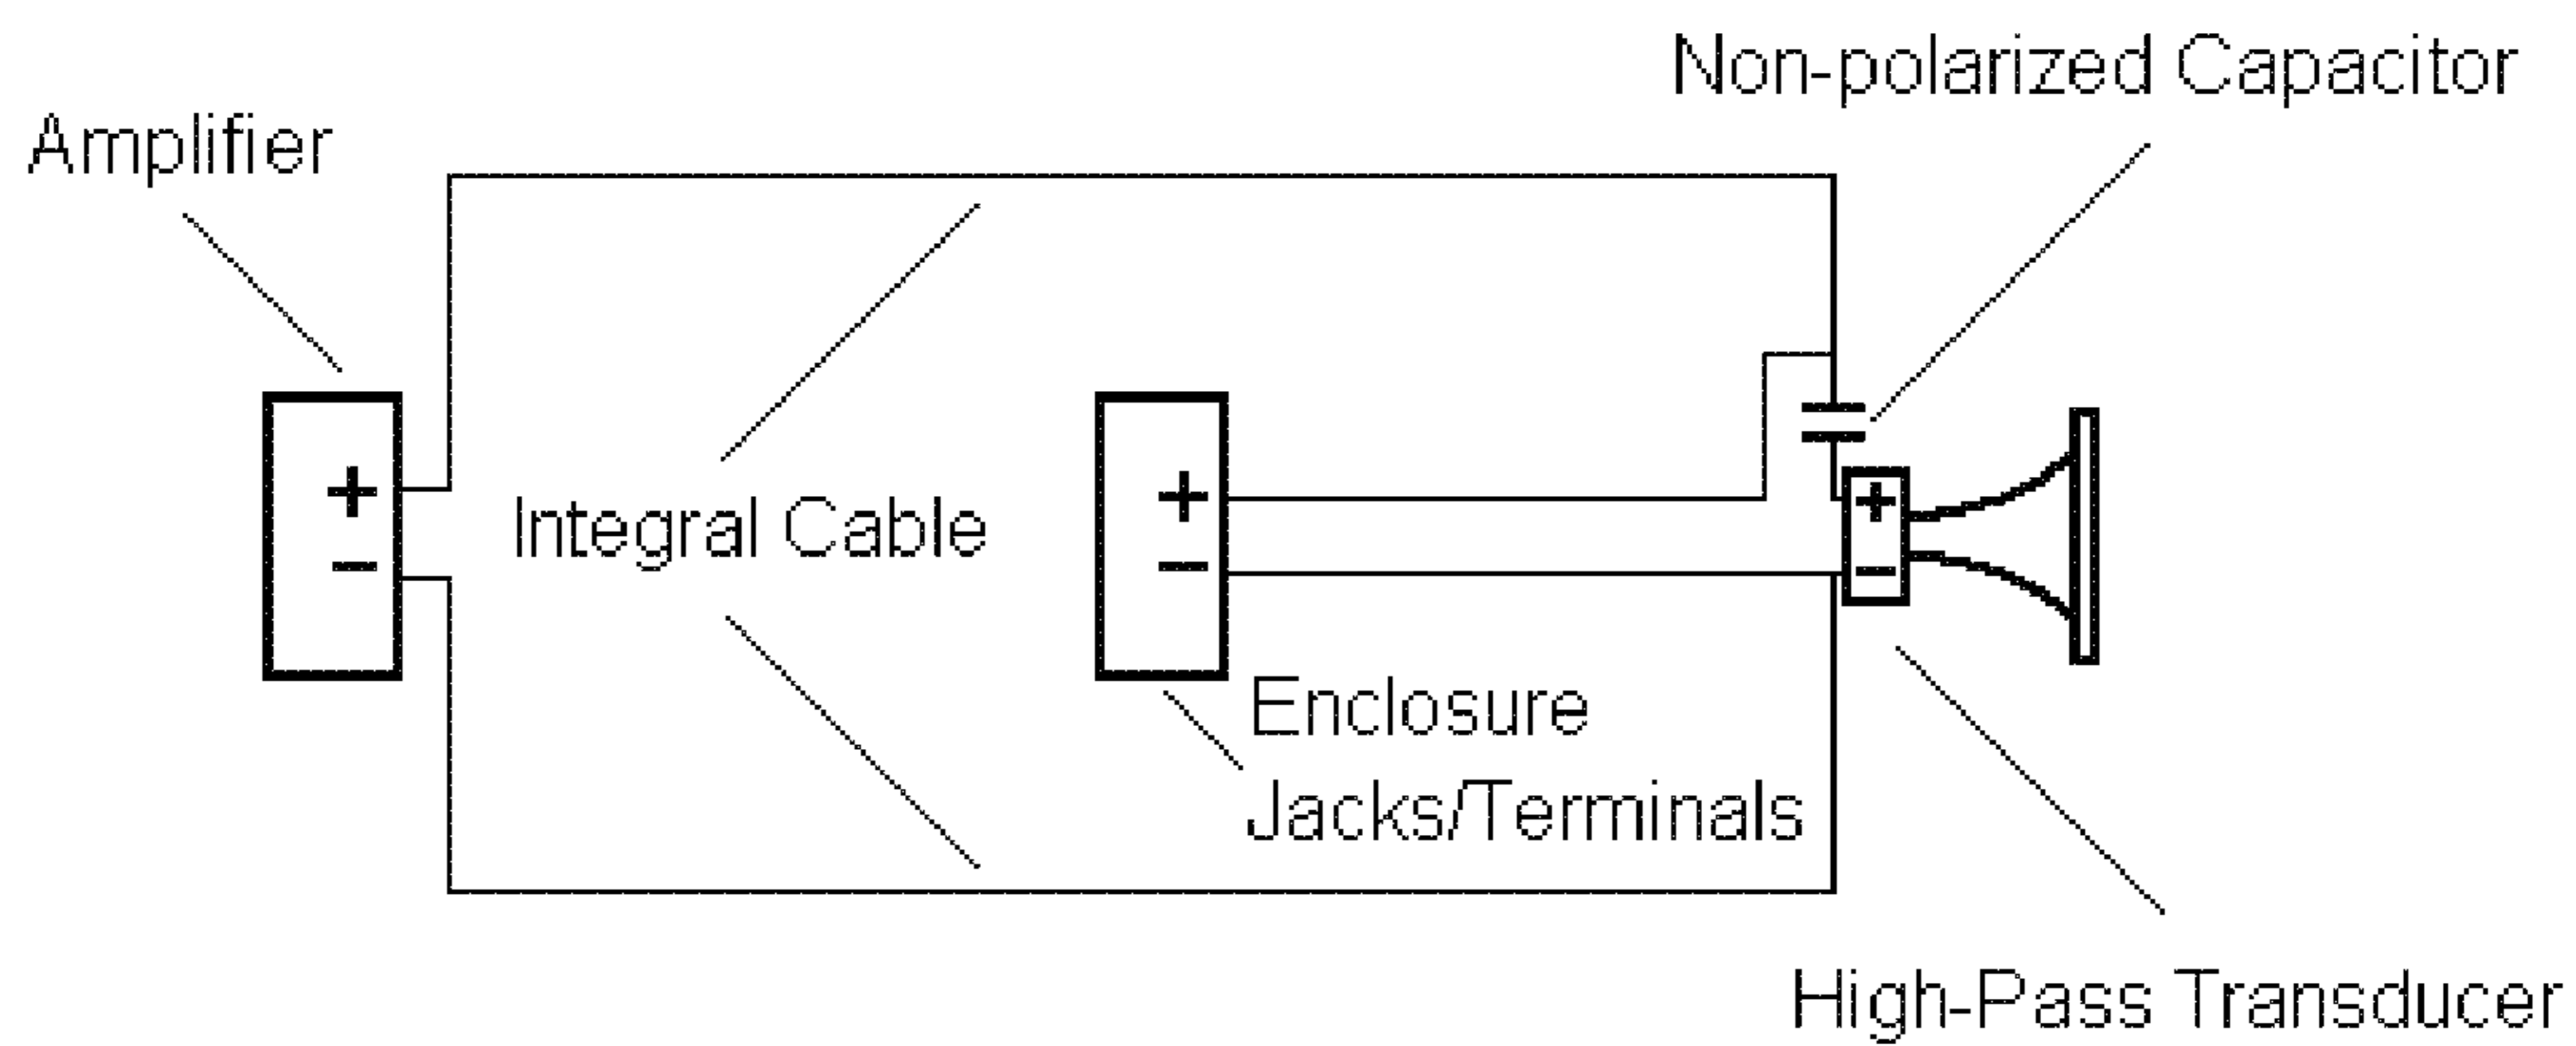 Non-polarized Capacitor
Amplifier
+
−
Integral Cable
+
−
+
−
Enclosure
Jacks/Terminals
High-Pass Transducer